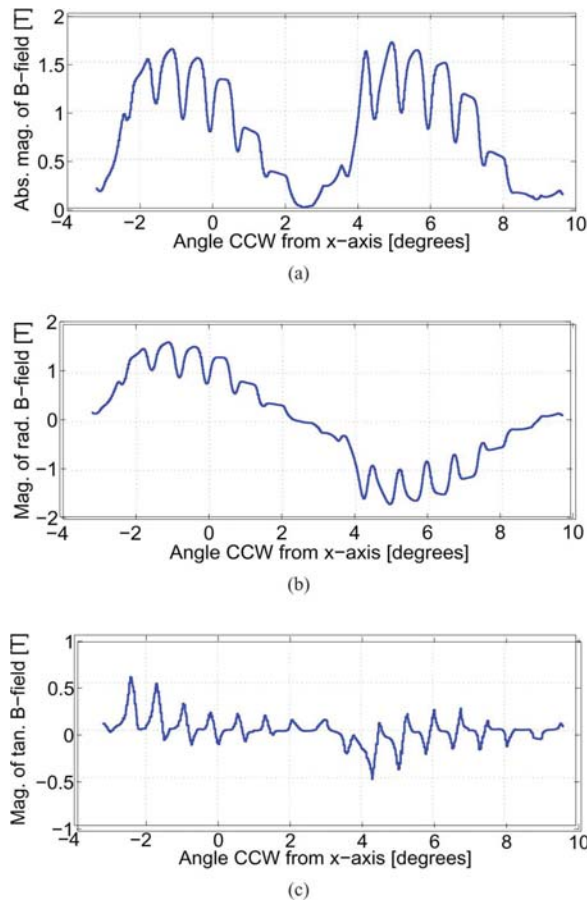 Abs. mag. of B-field [T]
2
1.5
1
0.5
0
−4 −2 0 2 4 6 8 10
Angle CCW from x−axis [degrees]
(a)
Mag. of rad. B-field [T]
2
1
0
−1
−2
−4 −2 0 2 4 6 8 10
Angle CCW from x−axis [degrees]
(b)
Mag. of tan. B-field [T]
1
0.5
0
−0.5
−1
−4 −2 0 2 4 6 8 10
Angle CCW from x−axis [degrees]
(c)